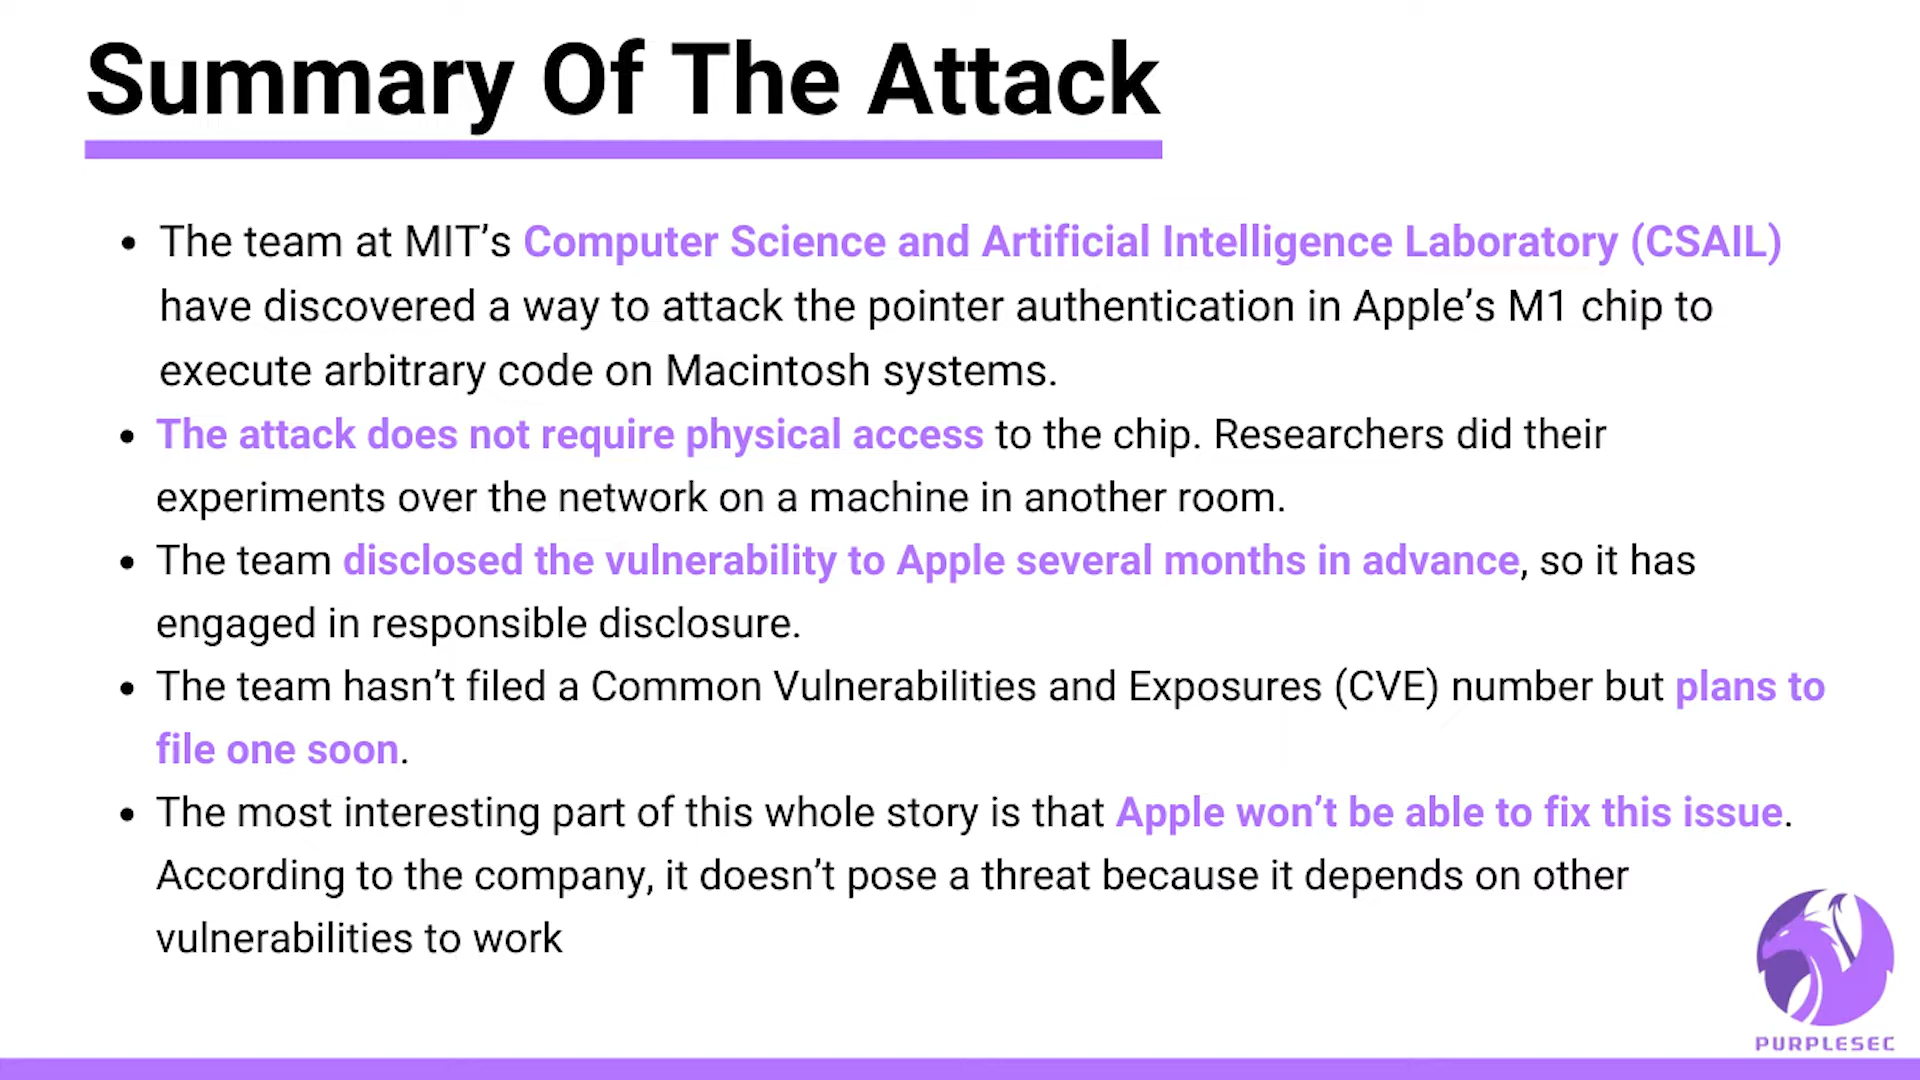 Summary Of The Attack
• The team at MIT’s Computer Science and Artificial Intelligence Laboratory (CSAIL)
have discovered a way to attack the pointer authentication in Apple’s M1 chip to
execute arbitrary code on Macintosh systems.
• The attack does not require physical access to the chip. Researchers did their
experiments over the network on a machine in another room.
• The team disclosed the vulnerability to Apple several months in advance, so it has
engaged in responsible disclosure.
• The team hasn’t filed a Common Vulnerabilities and Exposures (CVE) number but plans to
file one soon.
• The most interesting part of this whole story is that Apple won’t be able to fix this issue.
According to the company, it doesn’t pose a threat because it depends on other
vulnerabilities to work
PURPLESEC